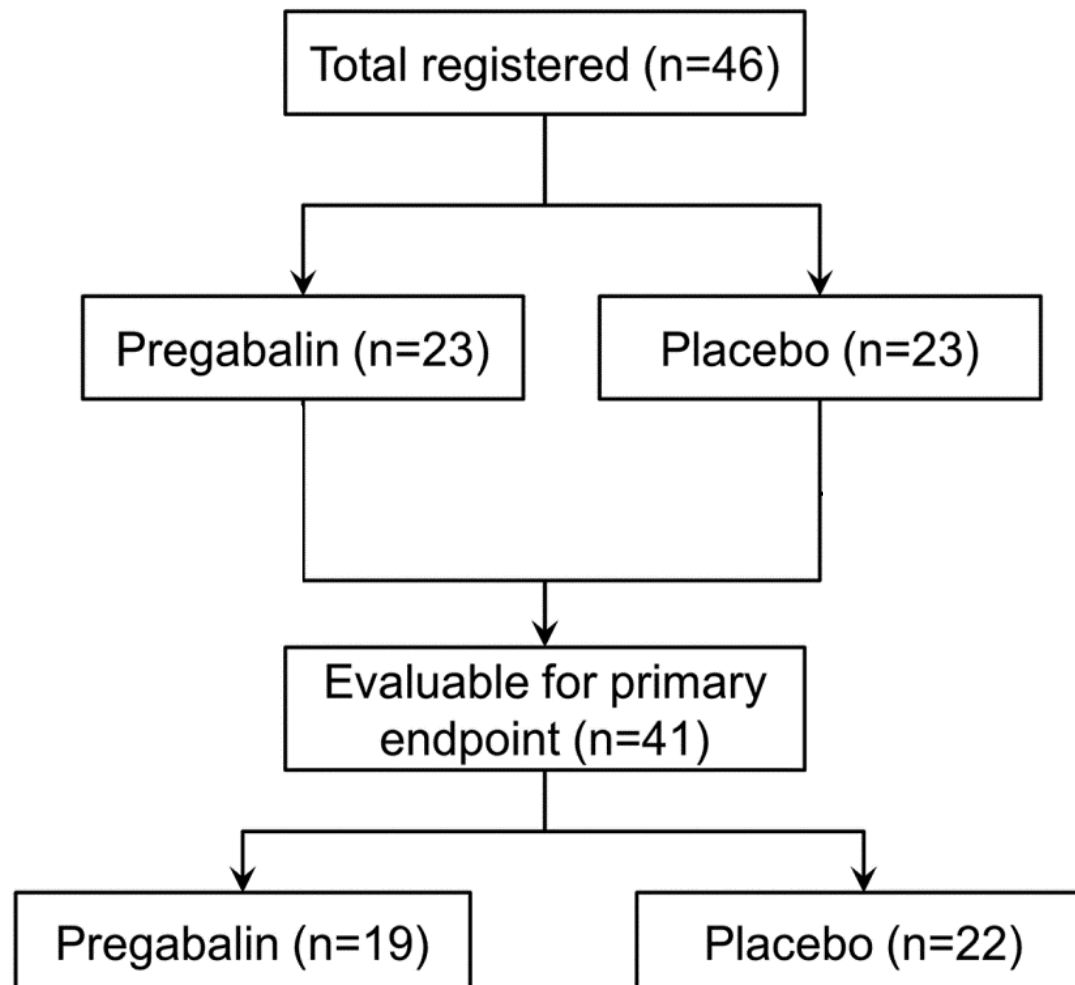 Total registered (n=46)
Pregabalin (n=23)
Placebo (n=23)
Evaluable for primary
endpoint (n=41)
Pregabalin (n=19)
Placebo (n=22)